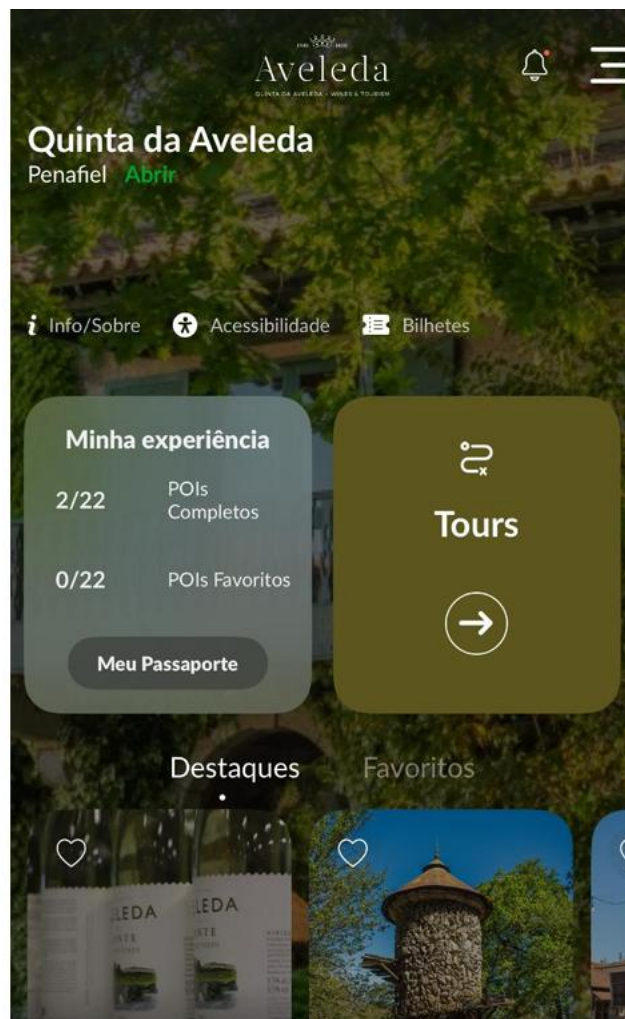 Aveleda
QUINTA DA AVELEDA - WINES & TOURISM
Quinta da Aveleda
Penafiel Abrir
i Info/Sobre Acessibilidade Bilhetes
Minha experiência
2/22 POIs
Completos
0/22 POIs Favoritos
Meu Passaporte
Tours
Destaques Favoritos
ELEDA
LEDA